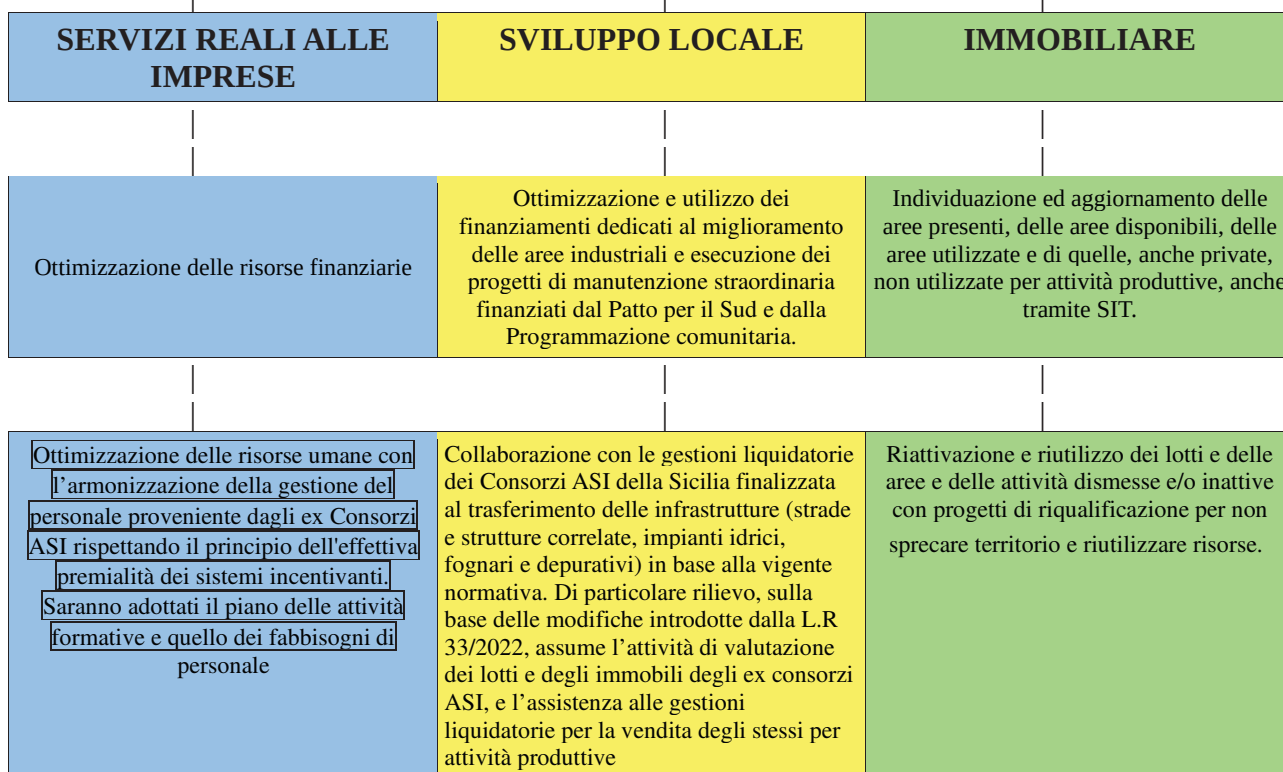 SERVIZI REALI ALLE
IMPRESE
SVILUPPO LOCALE
IMMOBILIARE
Ottimizzazione delle risorse finanziarie
Ottimizzazione e utilizzo dei
finanziamenti dedicati al miglioramento
delle aree industriali e esecuzione dei
progetti di manutenzione straordinaria
finanziati dal Patto per il Sud e dalla
Programmazione comunitaria.
Individuazione ed aggiornamento delle
aree presenti, delle aree disponibili, delle
aree utilizzate e di quelle, anche private,
non utilizzate per attività produttive, anche
tramite SIT.
Ottimizzazione delle risorse umane con
l’armonizzazione della gestione del
personale proveniente dagli ex Consorzi
ASI rispettando il principio dell'effettiva
premialità dei sistemi incentivanti.
Saranno adottati il piano delle attività
formative e quello dei fabbisogni di
personale
Collaborazione con le gestioni liquidatorie
dei Consorzi ASI della Sicilia finalizzata
al trasferimento delle infrastrutture (strade
e strutture correlate, impianti idrici,
fognari e depurativi) in base alla vigente
normativa. Di particolare rilievo, sulla
base delle modifiche introdotte dalla L.R
33/2022, assume l’attività di valutazione
dei lotti e degli immobili degli ex consorzi
ASI, e l’assistenza alle gestioni
liquidatorie per la vendita degli stessi per
attività produttive
Riattivazione e riutilizzo dei lotti e delle
aree e delle attività dismesse e/o inattive
con progetti di riqualificazione per non
sprecare territorio e riutilizzare risorse.